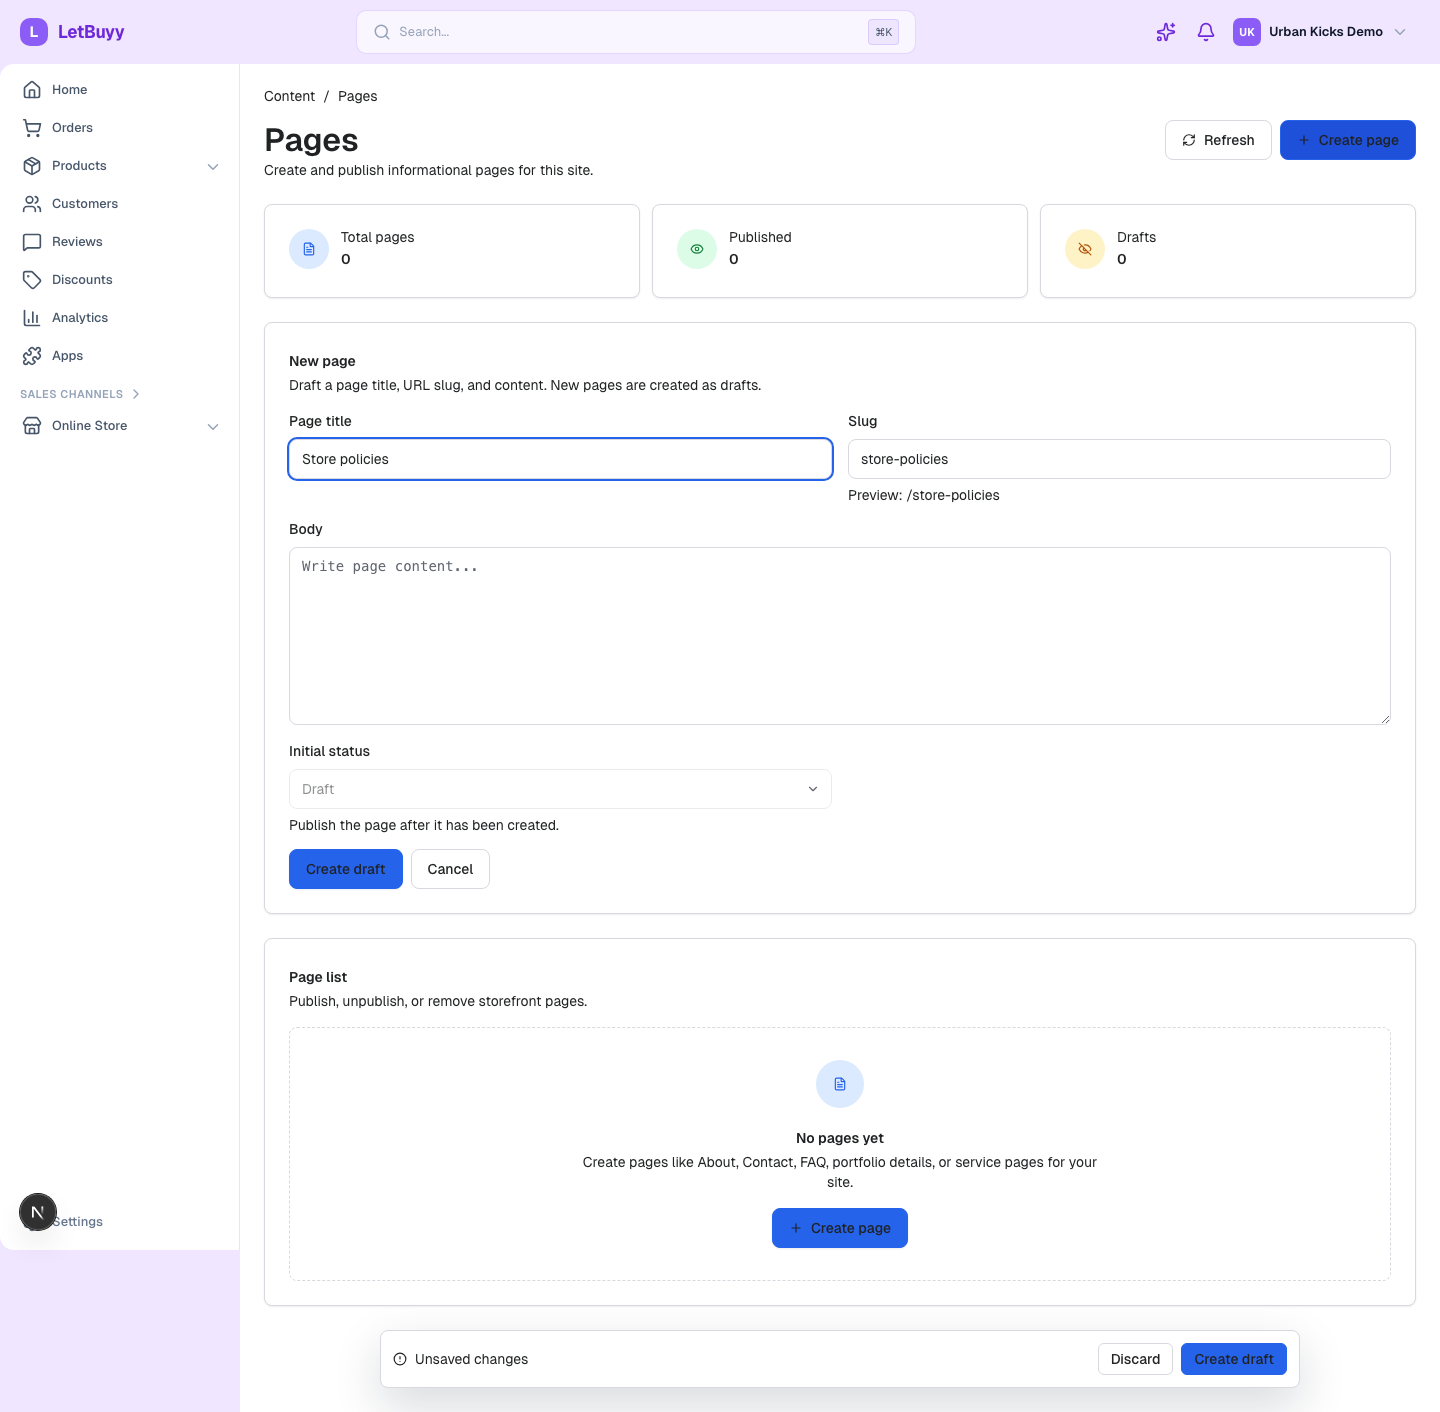 L LetBuyy
Search...
⌘K
UK Urban Kicks Demo
Home
Orders
Products
Customers
Reviews
Discounts
Analytics
Apps
SALES CHANNELS
Online Store
Settings
Content / Pages
Pages
Create and publish informational pages for this site.
Refresh
Create page
Total pages
0
Published
0
Drafts
0
New page
Draft a page title, URL slug, and content. New pages are created as drafts.
Page title
Store policies
Slug
store-policies
Preview: /store-policies
Body
Write page content...
Initial status
Draft
Publish the page after it has been created.
Create draft
Cancel
Page list
Publish, unpublish, or remove storefront pages.
No pages yet
Create pages like About, Contact, FAQ, portfolio details, or service pages for your
site.
Create page
Unsaved changes
Discard
Create draft